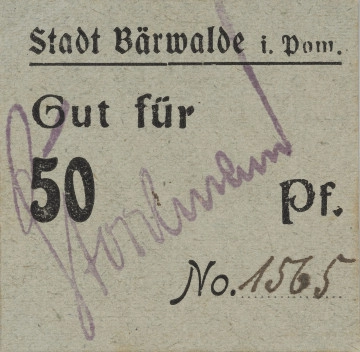 Stadt Bärwalde i. Pom.
Gut für
50 Pf.
No. 1565